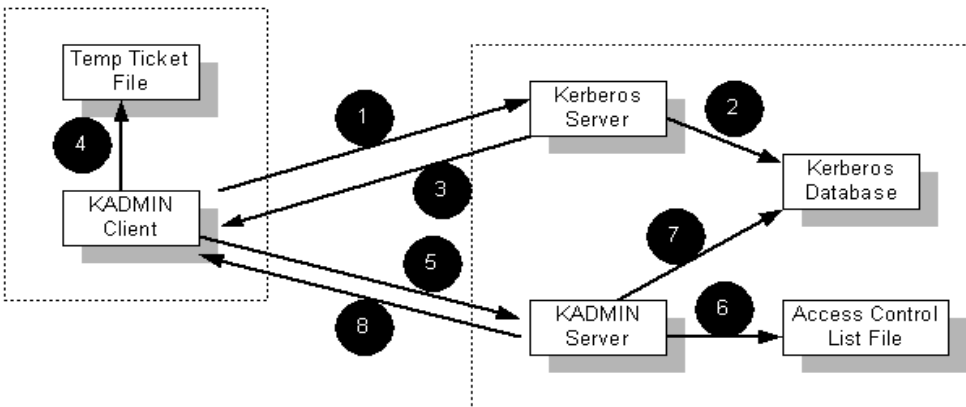 Temp Ticket
File
1
Kerberos
Server
2
4
3
Kerberos
Database
KADMIN
Client
7
5
6
8
KADMIN
Server
Access Control
List File